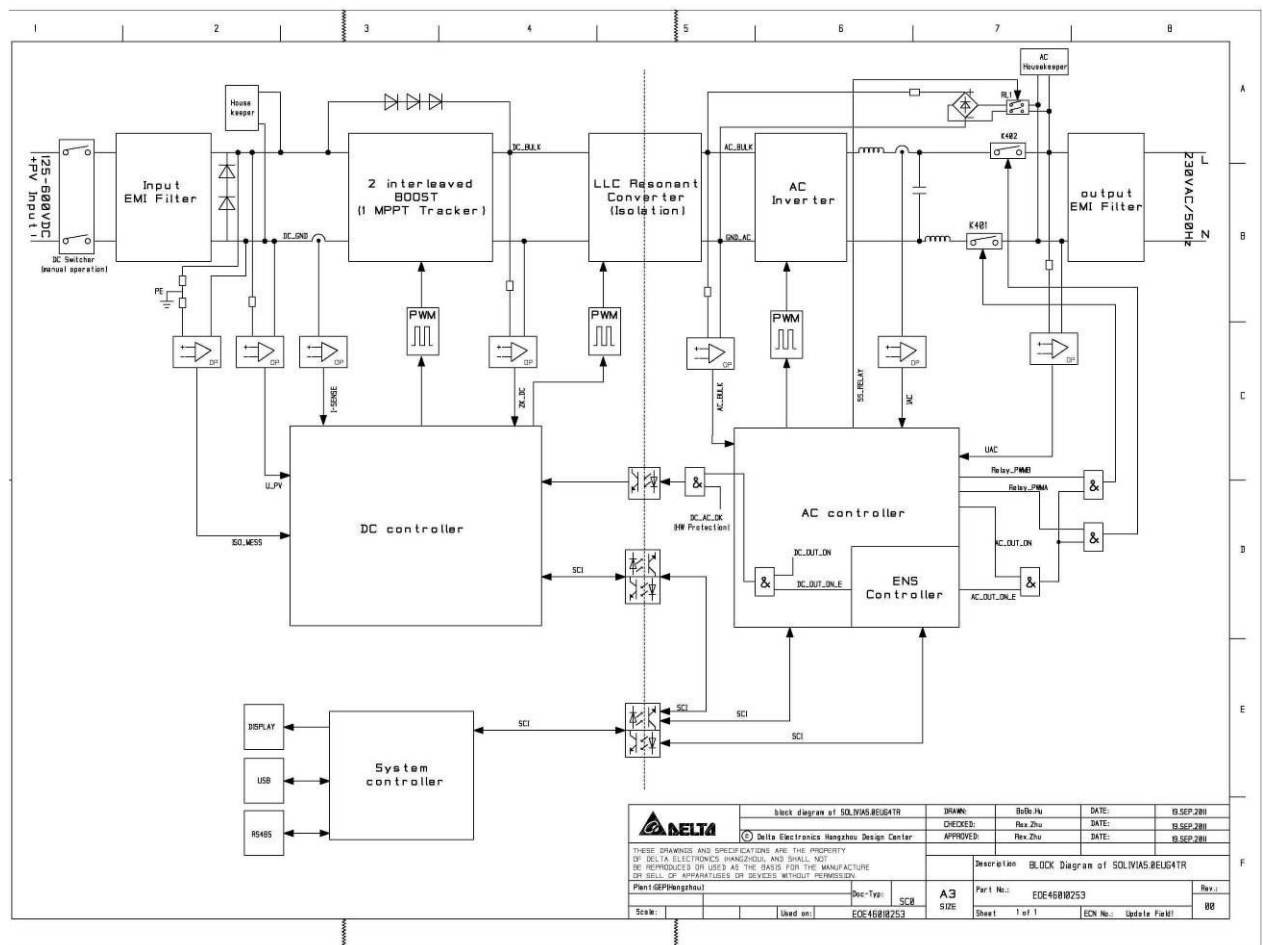 1 2 3 4 5 6 7 8
A
B
C
D
E
F
AC
Housekeeper
RL1
House
keeper
K402
DC_BULK
AC_BULK
125-600VDC
+PV Input-
Input
EMI Filter
2 interleaved
BOOST
(1 MPPT Tracker)
LLC Resonant
Converter
(Isolation)
AC
Inverter
output
EMI Filter
L
230VAC/50Hz
N
K401
DC_GND
GND_AC
DC Switcher
(manual operation)
PE
PWM
PWM
PWM
OP
OP
OP
OP
OP
OP
OP
I-SENSE
ZK_DC
AC_BULK
SS_RELAY
IAC
UAC
U_PV
ISO_MESS
Relay_PWMB
Relay_PWMA
&
&
&
&
&
DC_AC_OK
(HW Protection)
DC controller
AC controller
DC_OUT_ON
DC_OUT_ON_E
AC_OUT_ON
AC_OUT_ON_E
ENS
Controller
SCI
SCI
SCI
SCI
SCI
DISPLAY
USB
RS485
System
controller
DELTA
block diagram of SOLIVIA5.0EUG4TR
© Delta Electronics Hangzhou Design Center
DRAWN: BoBo.Hu DATE: 19.SEP.2011
CHECKED: Rex.Zhu DATE: 19.SEP.2011
APPROVED: Rex.Zhu DATE: 19.SEP.2011
THESE DRAWINGS AND SPECIFICATIONS ARE THE PROPERTY
OF DELTA ELECTRONICS (HANGZHOU), AND SHALL NOT
BE REPRODUCED OR USED AS THE BASIS FOR THE MANUFACTURE
OR SELL OF APPARATUSES OR DEVICES WITHOUT PERMISSION.
Description BLOCK Diagram of SOLIVIA5.0EUG4TR
Plant:GEP(Hangzhou)
Doc-Typ: SC0
A3
SIZE
Part No.: EOE46010253
Rev.: 00
Scale:
Used on: EOE46010253
Sheet 1 of 1
ECN No.: Update Field!